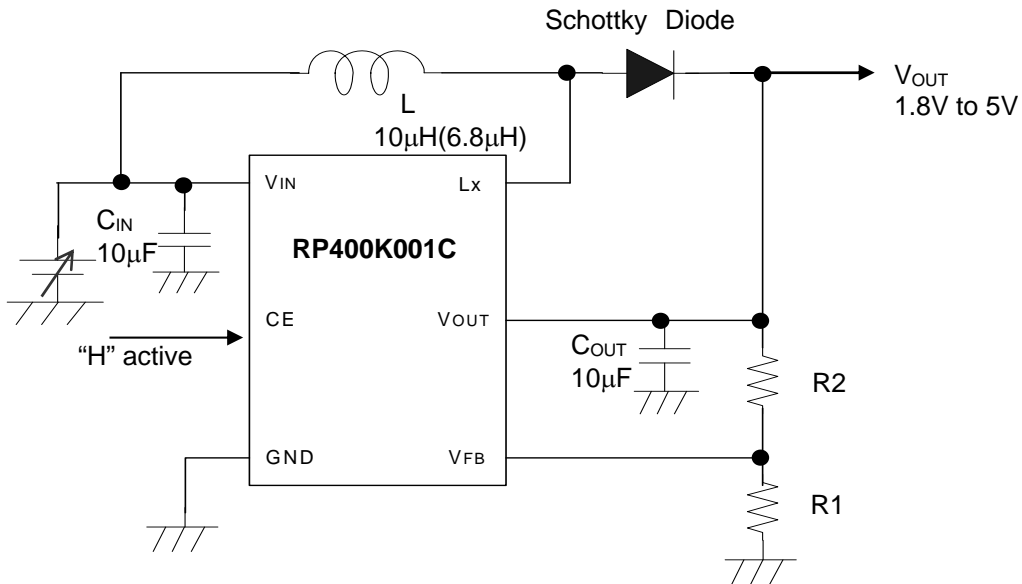 Schottky Diode
VOUT
1.8V to 5V
L
10μH(6.8μH)
VIN
Lx
CIN
10μF
RP400K001C
CE
VOUT
"H" active
COUT
10μF
R2
GND
VFB
R1